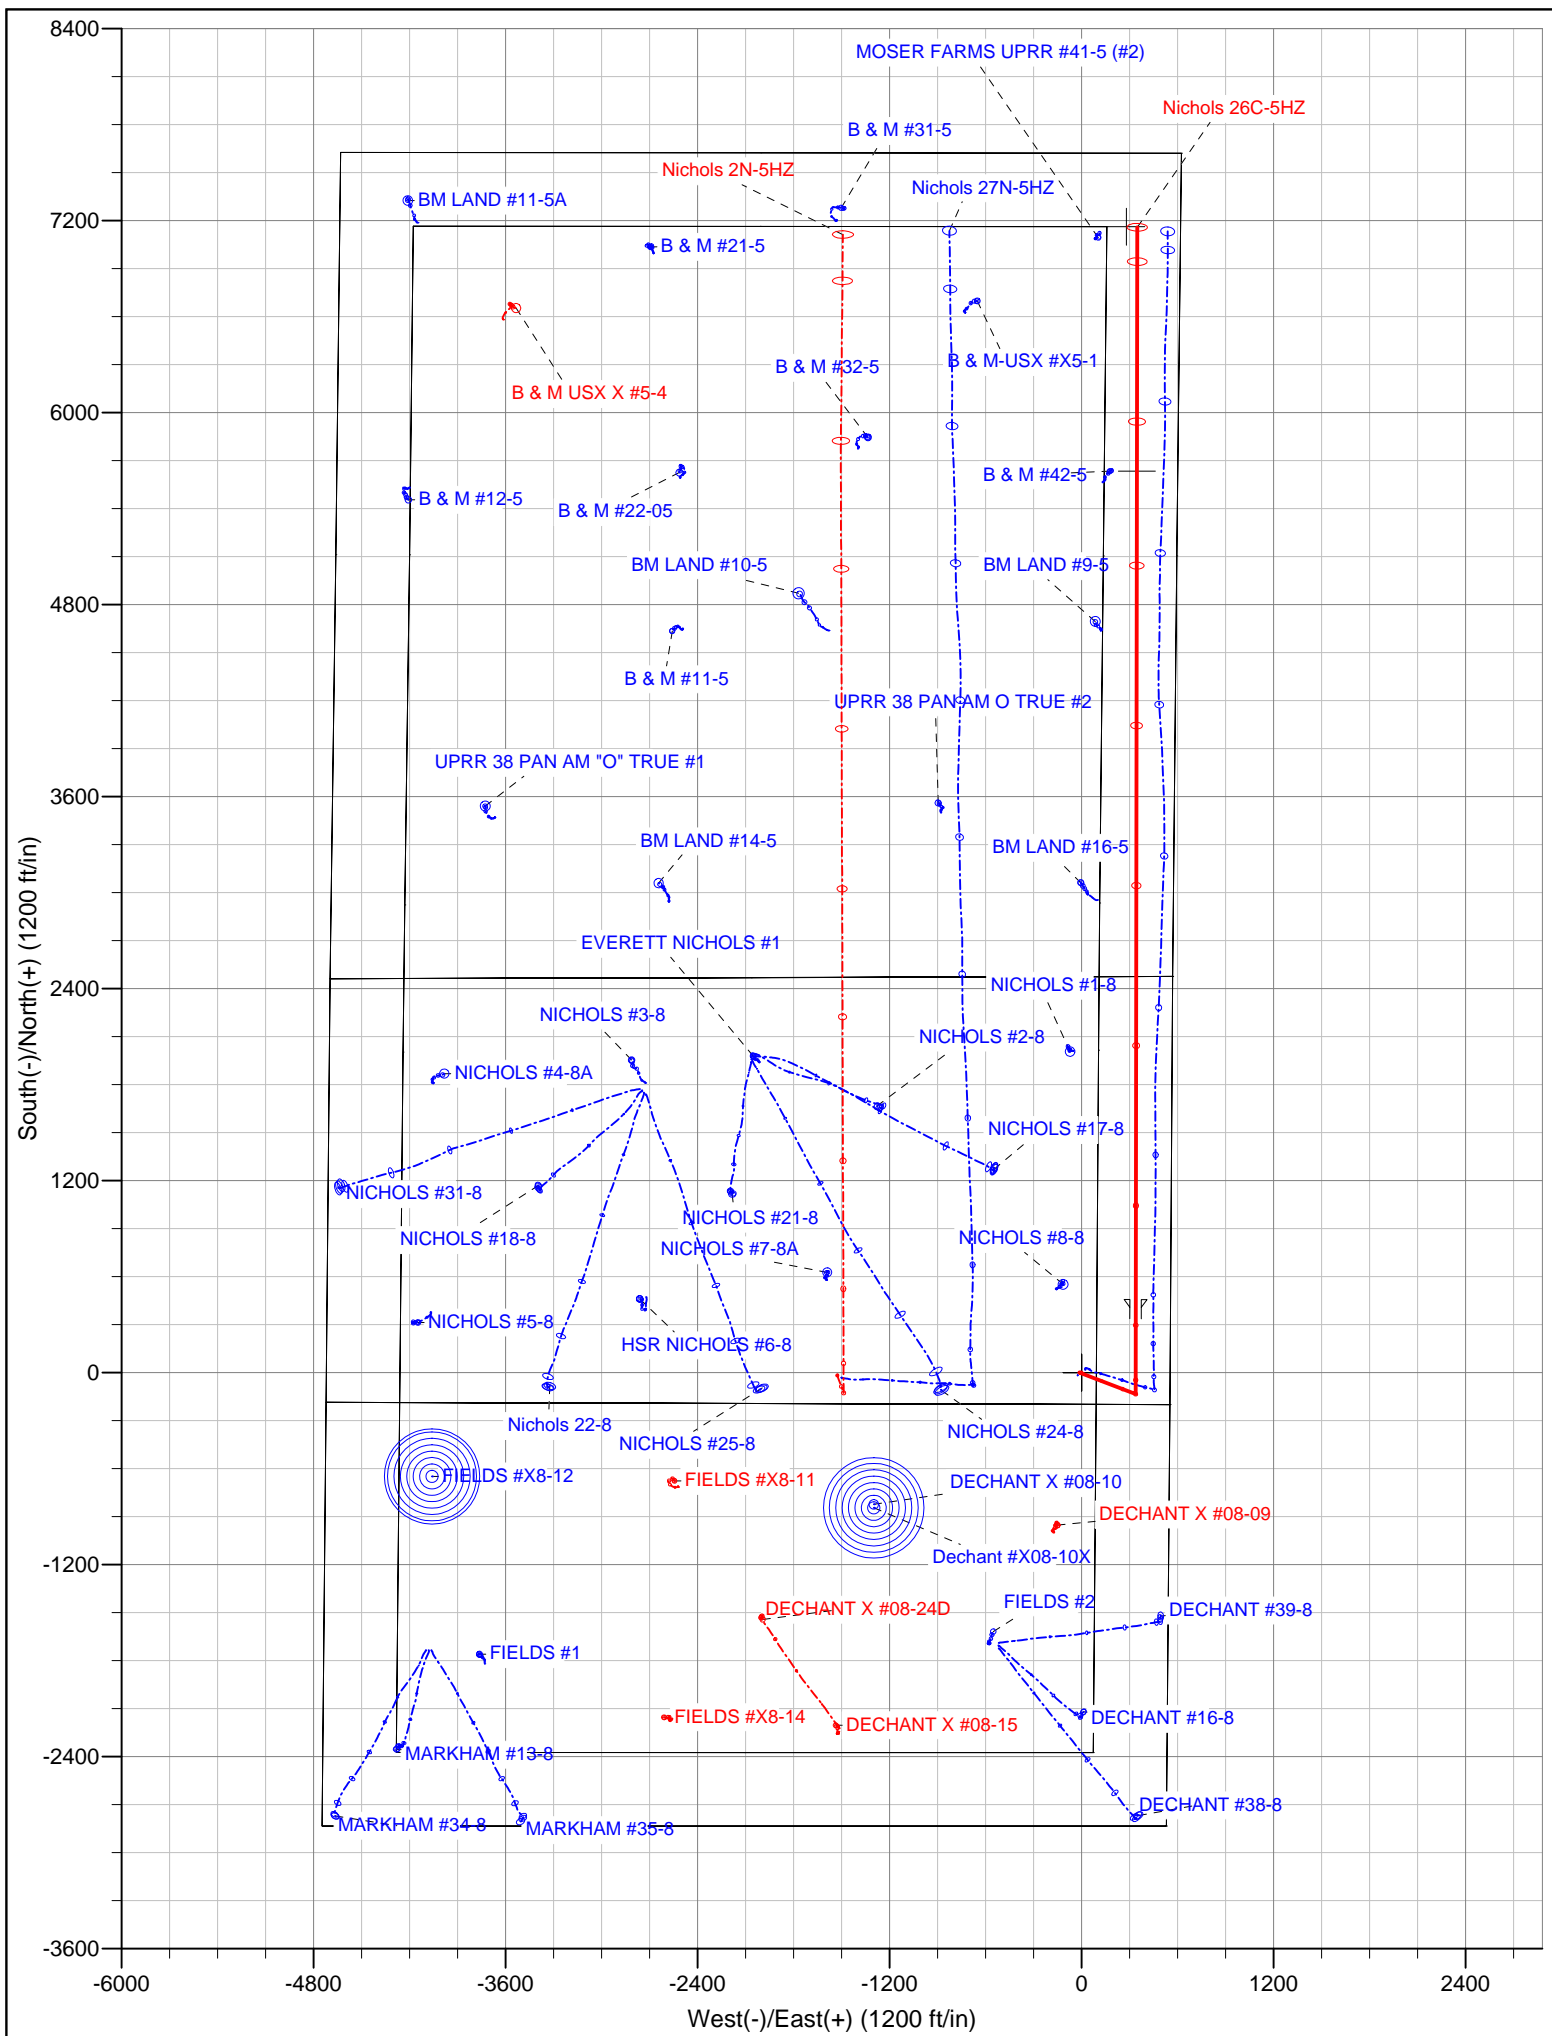 8400
MOSER FARMS UPRR #41-5 (#2)
Nichols 26C-5HZ
B & M #31-5
Nichols 2N-5HZ
Nichols 27N-5HZ
BM LAND #11-5A
7200
B & M #21-5
B & M-USX #X5-1
B & M #32-5
B & M USX X #5-4
6000
B & M #42-5
B & M #12-5
B & M #22-05
BM LAND #10-5
BM LAND #9-5
4800
B & M #11-5
UPRR 38 PAN AM O TRUE #2
UPRR 38 PAN AM "O" TRUE #1
3600
BM LAND #14-5
BM LAND #16-5
EVERETT NICHOLS #1
2400
NICHOLS #1-8
NICHOLS #3-8
NICHOLS #2-8
NICHOLS #4-8A
NICHOLS #17-8
1200
NICHOLS #31-8
NICHOLS #21-8
NICHOLS #18-8
NICHOLS #7-8A
NICHOLS #8-8
NICHOLS #5-8
HSR NICHOLS #6-8
0
Nichols 22-8
NICHOLS #25-8
NICHOLS #24-8
FIELDS #X8-12
FIELDS #X8-11
DECHANT X #08-10
DECHANT X #08-09
-1200
Dechant #X08-10X
FIELDS #2
DECHANT X #08-24D
DECHANT #39-8
FIELDS #1
FIELDS #X8-14
DECHANT X #08-15
DECHANT #16-8
-2400
MARKHAM #13-8
DECHANT #38-8
MARKHAM #34-8
MARKHAM #35-8
-3600
-6000
-4800
-3600
-2400
-1200
0
1200
2400
West(-)/East(+) (1200 ft/in)
South(-)/North(+) (1200 ft/in)